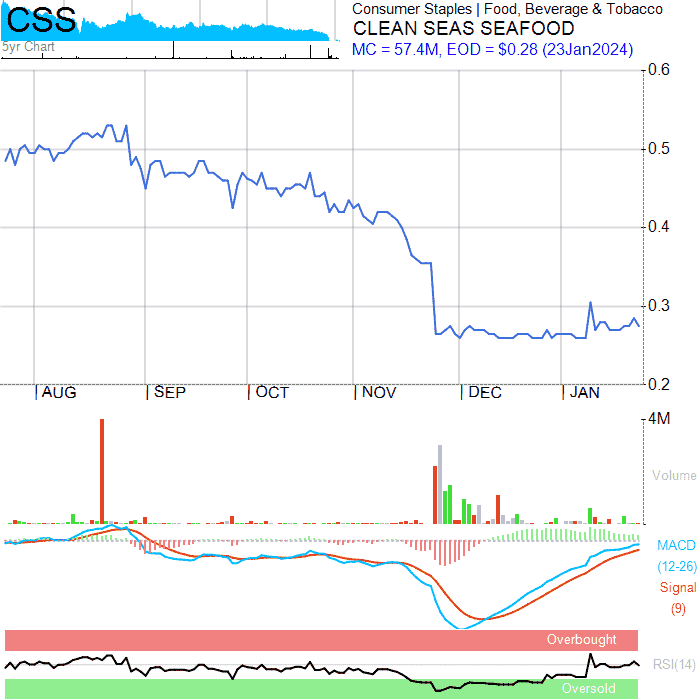 CSS
5yr Chart
Consumer Staples | Food, Beverage & Tobacco
CLEAN SEAS SEAFOOD
MC = 57.4M, EOD = $0.28 (23Jan2024)
0.6
0.5
0.4
0.3
0.2
| AUG | SEP | OCT | NOV | DEC | JAN
4M
Volume
MACD
(12-26)
Signal
(9)
Overbought
RSI(14)
Oversold